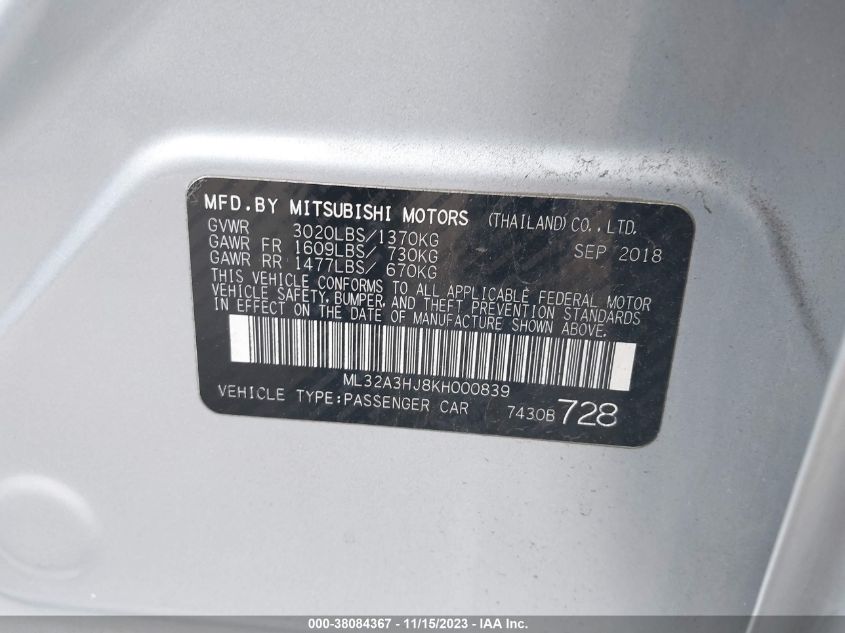 MFD.BY MITSUBISHI MOTORS (THAILAND)CO.,LTD.
GVWR 3020LBS/1370KG
GAWR FR 1609LBS/ 730KG SEP 2018
GAWR RR 1477LBS/ 670KG
THIS VEHICLE CONFORMS TO ALL APPLICABLE FEDERAL MOTOR
VEHICLE SAFETY, BUMPER, AND THEFT PREVENTION STANDARDS
IN EFFECT ON THE DATE OF MANUFACTURE SHOWN ABOVE.
ML32A3HJ8KH000839
VEHICLE TYPE:PASSENGER CAR 7430B 728
000-38084367 - 11/15/2023 - IAA Inc.